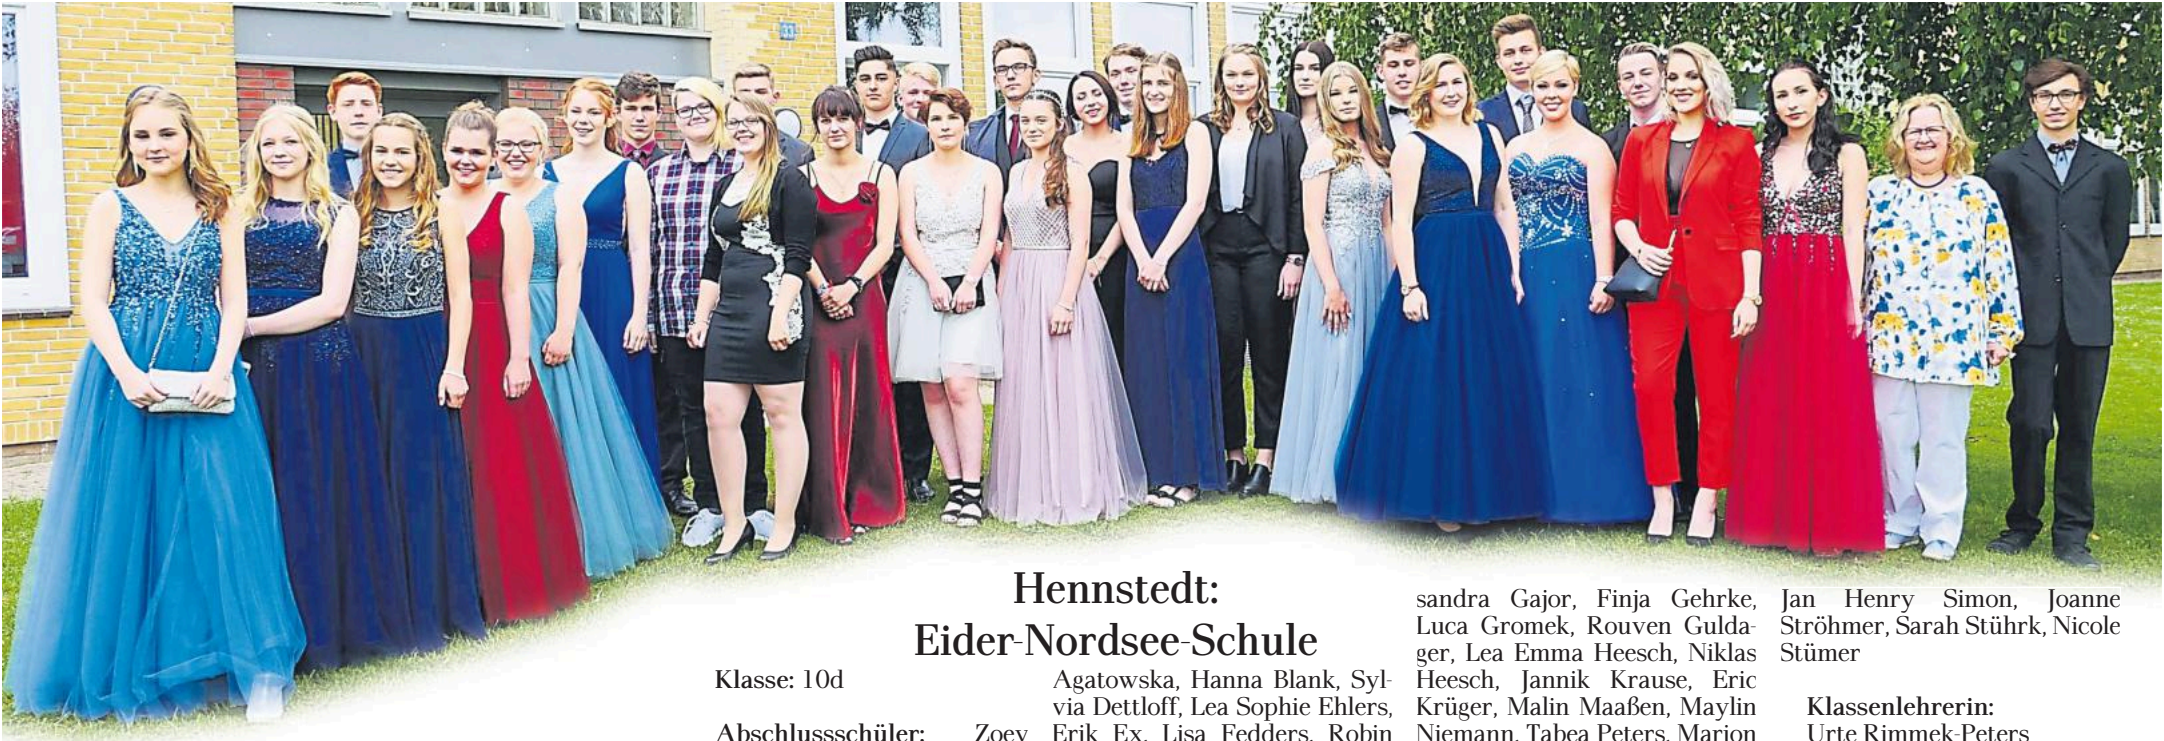 33
Hennstedt:
Eider-Nordsee-Schule
Klasse: 10d
Abschlussschüler: Zoey
Agatowska, Hanna Blank, Syl-
via Dettloff, Lea Sophie Ehlers,
Erik Ex, Lisa Fedders, Robin
sandra Gajor, Finja Gehrke,
Luca Gromek, Rouven Gulda-
ger, Lea Emma Heesch, Niklas
Heesch, Jannik Krause, Eric
Krüger, Malin Maaßen, Maylin
Niemann, Tabea Peters, Marion
Jan Henry Simon, Joanne
Ströhmer, Sarah Stührk, Nicole
Stümer
Klassenlehrerin:
Urte Rimmek-Peters